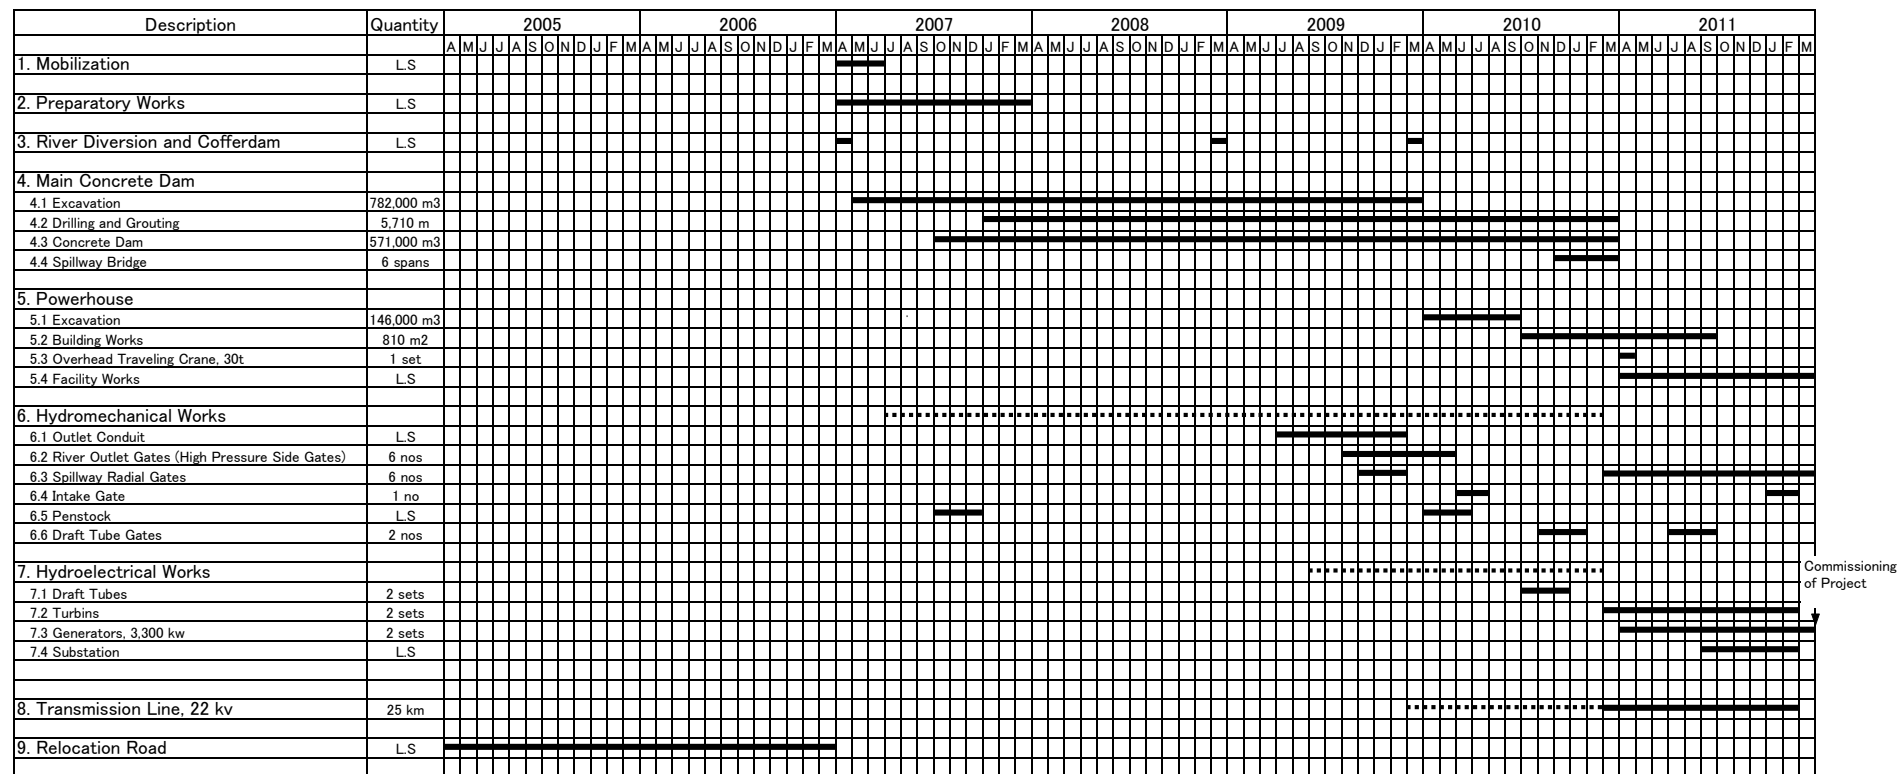 Description Quantity 2005 2006 2007 2008 2009 2010 2011
A M J J A S O N D J F M A M J J A S O N D J F M A M J J A S O N D J F M A M J J A S O N D J F M A M J J A S O N D J F M A M J J A S O N D J F M A M J J A S O N D J F M
1. Mobilization L.S
2. Preparatory Works L.S
3. River Diversion and Cofferdam L.S
4. Main Concrete Dam
4.1 Excavation 782,000 m3
4.2 Drilling and Grouting 5,710 m
4.3 Concrete Dam 571,000 m3
4.4 Spillway Bridge 6 spans
5. Powerhouse
5.1 Excavation 146,000 m3
5.2 Building Works 810 m2
5.3 Overhead Traveling Crane, 30t 1 set
5.4 Facility Works L.S
6. Hydromechanical Works
6.1 Outlet Conduit L.S
6.2 River Outlet Gates (High Pressure Side Gates) 6 nos
6.3 Spillway Radial Gates 6 nos
6.4 Intake Gate 1 no
6.5 Penstock L.S
6.6 Draft Tube Gates 2 nos
7. Hydroelectrical Works
Commissioning
of Project
7.1 Draft Tubes 2 sets
7.2 Turbins 2 sets
7.3 Generators, 3,300 kw 2 sets
7.4 Substation L.S
8. Transmission Line, 22 kv 25 km
9. Relocation Road L.S